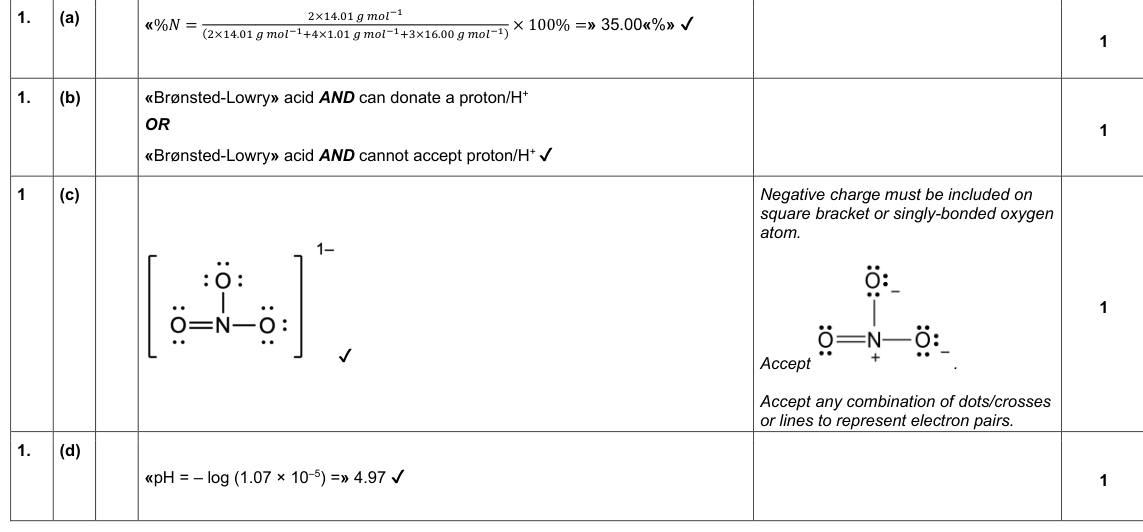 1. (a) «%N = 2×14.01 g mol⁻¹ / (2×14.01 g mol⁻¹+4×1.01 g mol⁻¹+3×16.00 g mol⁻¹) × 100% =» 35.00«%» ✓ 1
1. (b) «Brønsted-Lowry» acid AND can donate a proton/H⁺
OR
«Brønsted-Lowry» acid AND cannot accept proton/H⁺ ✓
1
1 (c)
1–
:O:
O=N—O:
✓
Negative charge must be included on
square bracket or singly-bonded oxygen
atom.
O: –
O=N—O: –
+
Accept .
Accept any combination of dots/crosses
or lines to represent electron pairs.
1
1. (d) «pH = – log (1.07 × 10⁻⁵) =» 4.97 ✓ 1